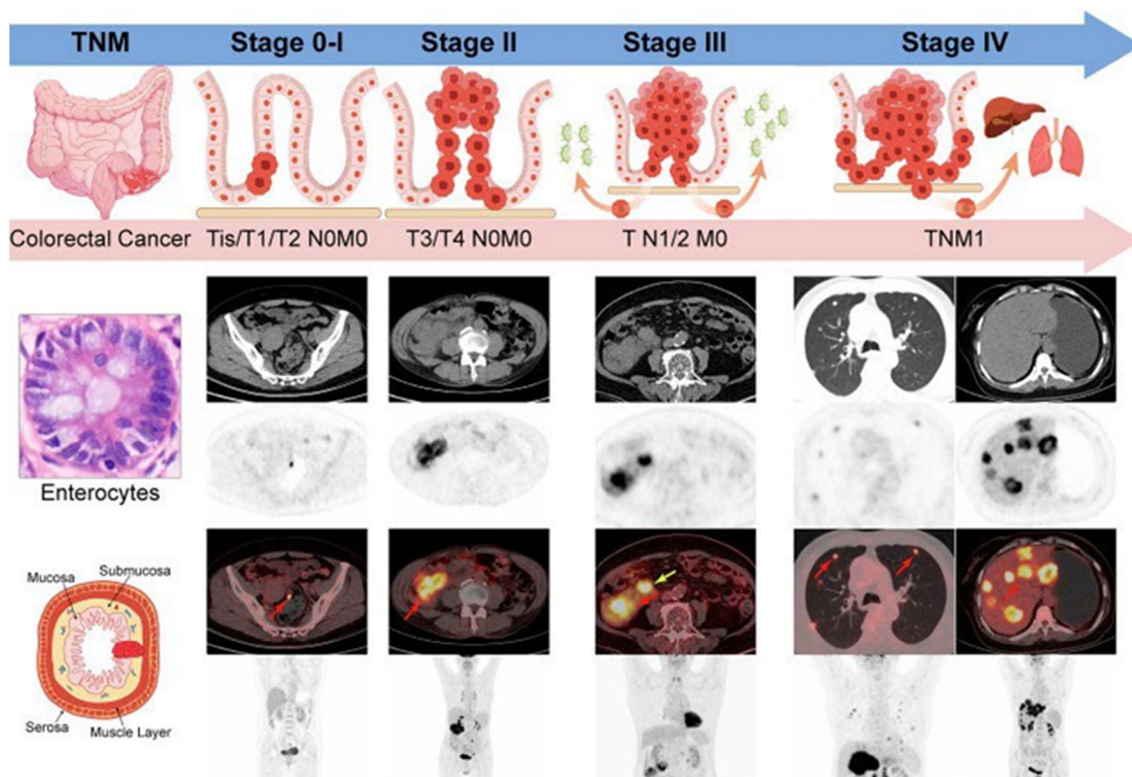 TNM
Stage 0-I
Stage II
Stage III
Stage IV
Colorectal Cancer
Tis/T1/T2 N0M0
T3/T4 N0M0
T N1/2 M0
TNM1
Enterocytes
Mucosa
Submucosa
Serosa
Muscle Layer